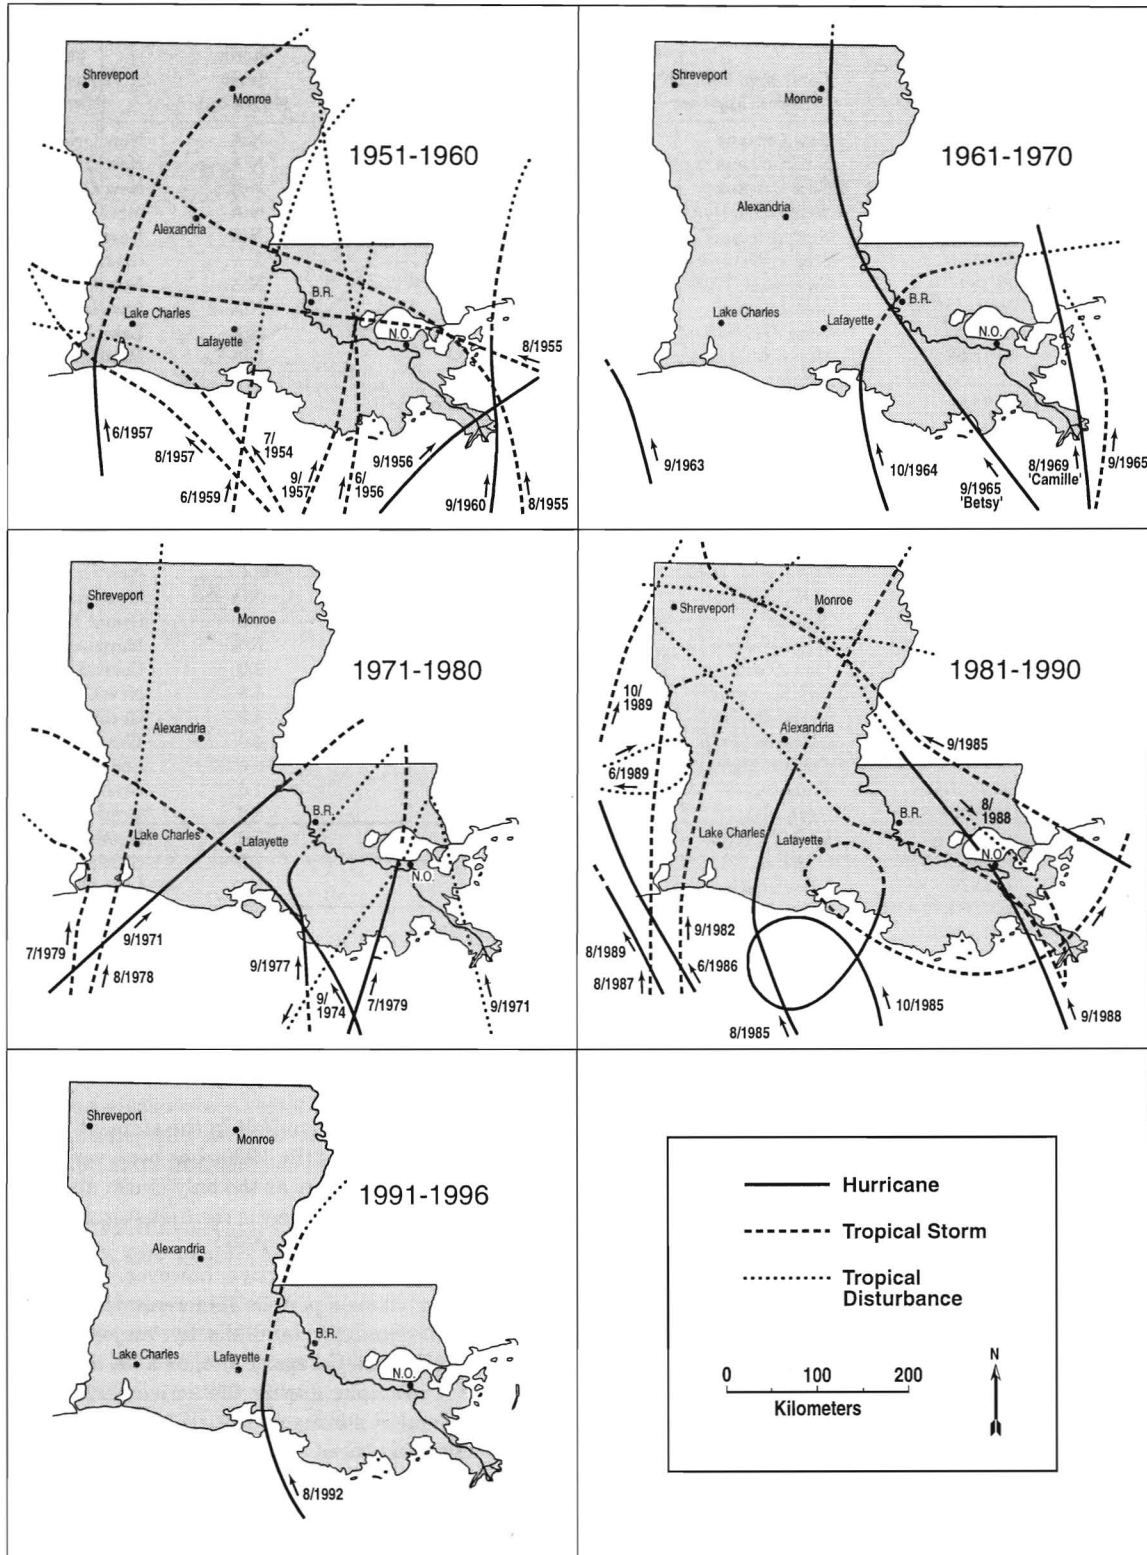 1951-1960
Shreveport
Monroe
Alexandria
Lake Charles
Lafayette
B.R.
N.O.
8/1955
6/1957
8/1957
7/
1954
6/1959
9/
1957
6/
1956
9/1956
9/1960
8/1955
1961-1970
Shreveport
Monroe
Alexandria
Lake Charles
Lafayette
B.R.
N.O.
9/1963
10/1964
9/1965
'Betsy'
8/1969
'Camille'
9/1965
1971-1980
Shreveport
Monroe
Alexandria
Lake Charles
Lafayette
B.R.
N.O.
7/1979
8/1978
9/1971
9/1977
9/
1974
7/1979
9/1971
1981-1990
Shreveport
Monroe
10/
1989
Alexandria
9/1985
6/1989
8/
1988
Lake Charles
Lafayette
B.R.
N.O.
8/1989
8/1987
9/1982
6/1986
8/1985
10/1985
9/1988
1991-1996
Shreveport
Monroe
Alexandria
Lake Charles
Lafayette
B.R.
N.O.
8/1992
Hurricane
Tropical Storm
Tropical
Disturbance
0 100 200
Kilometers
N